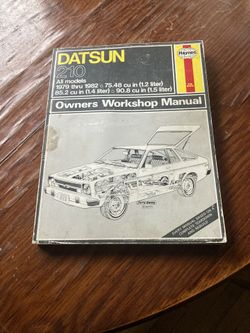 DATSUN
210
Haynes
All models
1979 thru 1982 75.48 cu in (1.2 liter)
85.2 cu in (1.4 liter) 90.8 cu in (1.5 liter)
Owners Workshop Manual